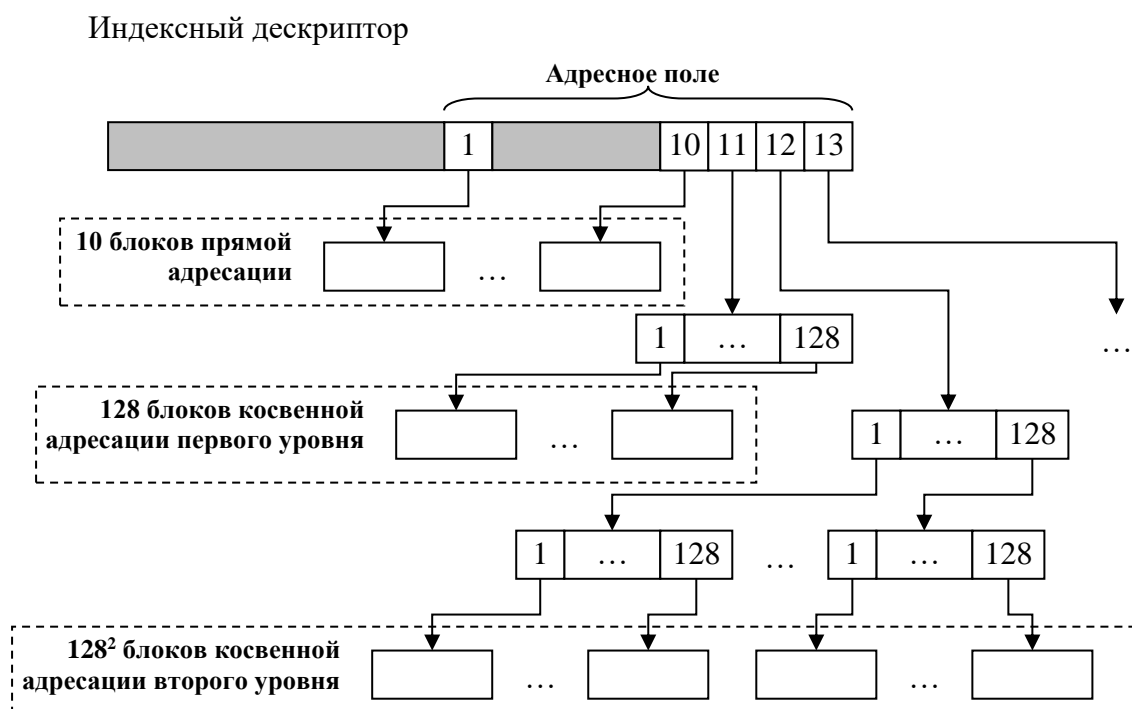 Индексный дескриптор
Адресное поле
1 10 11 12 13
10 блоков прямой
адресации
…
1 … 128
…
128 блоков косвенной
адресации первого уровня
…
1 … 128
1 … 128 … 1 … 128
128² блоков косвенной
адресации второго уровня
… …